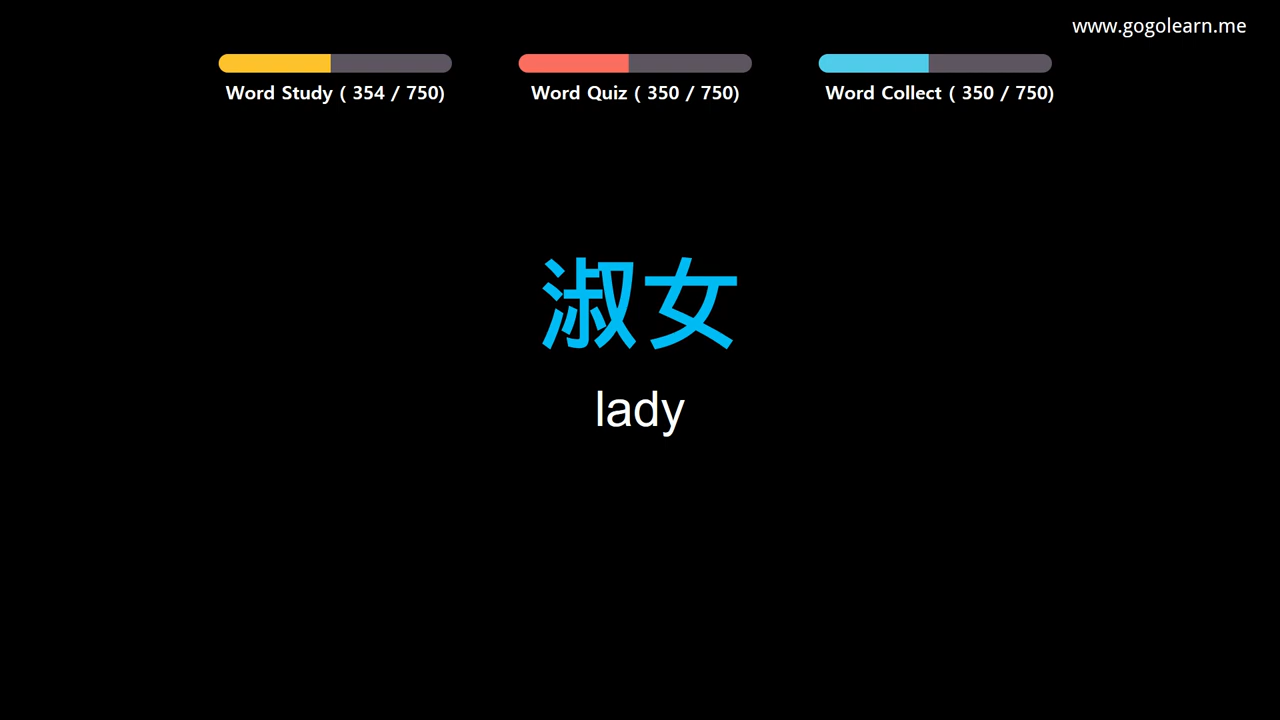 www.gogolearn.me
Word Study ( 354 / 750)
Word Quiz ( 350 / 750)
Word Collect ( 350 / 750)
淑女
lady